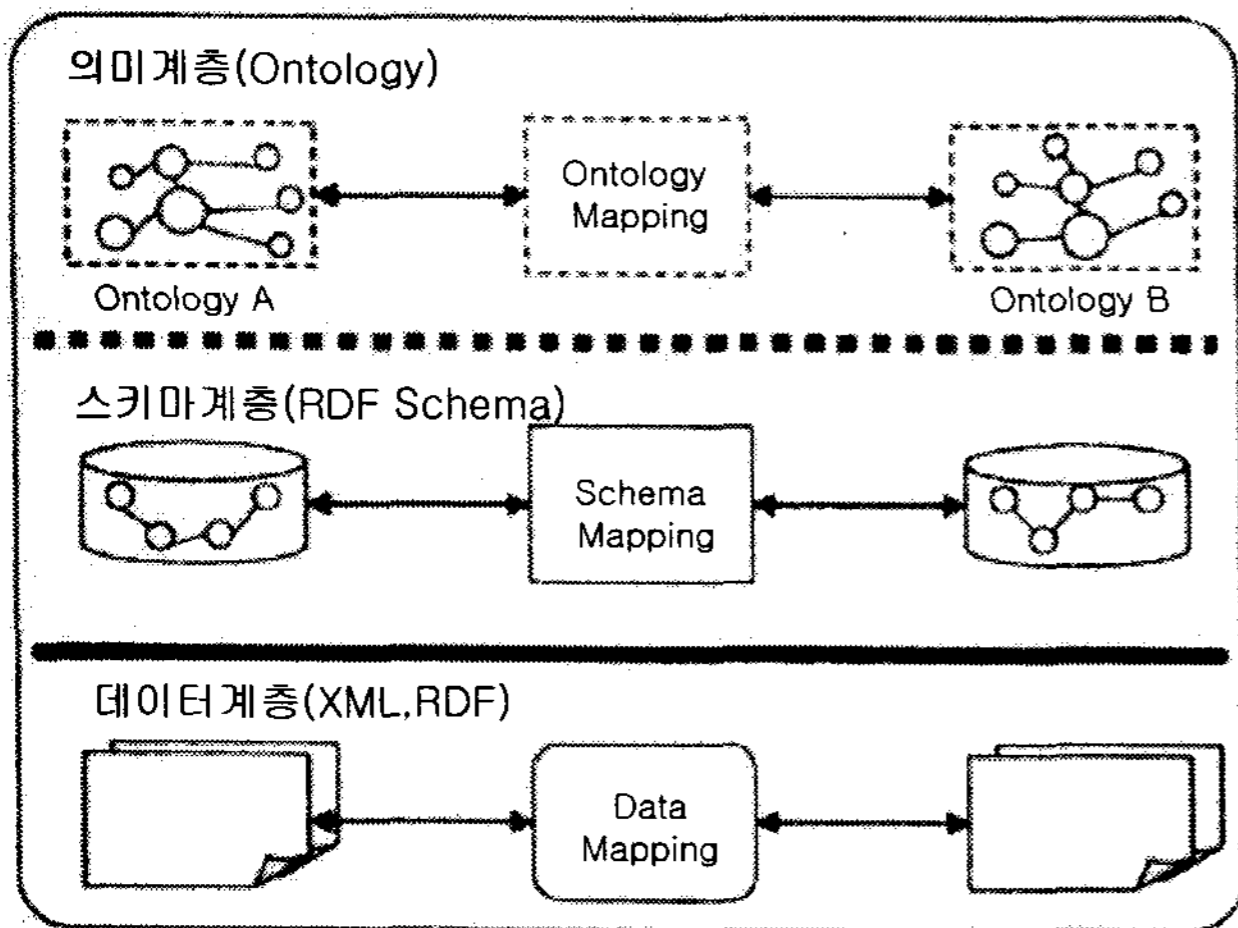 의미계층(Ontology)
Ontology
Mapping
Ontology A
Ontology B
스키마계층(RDF Schema)
Schema
Mapping
데이터계층(XML,RDF)
Data
Mapping